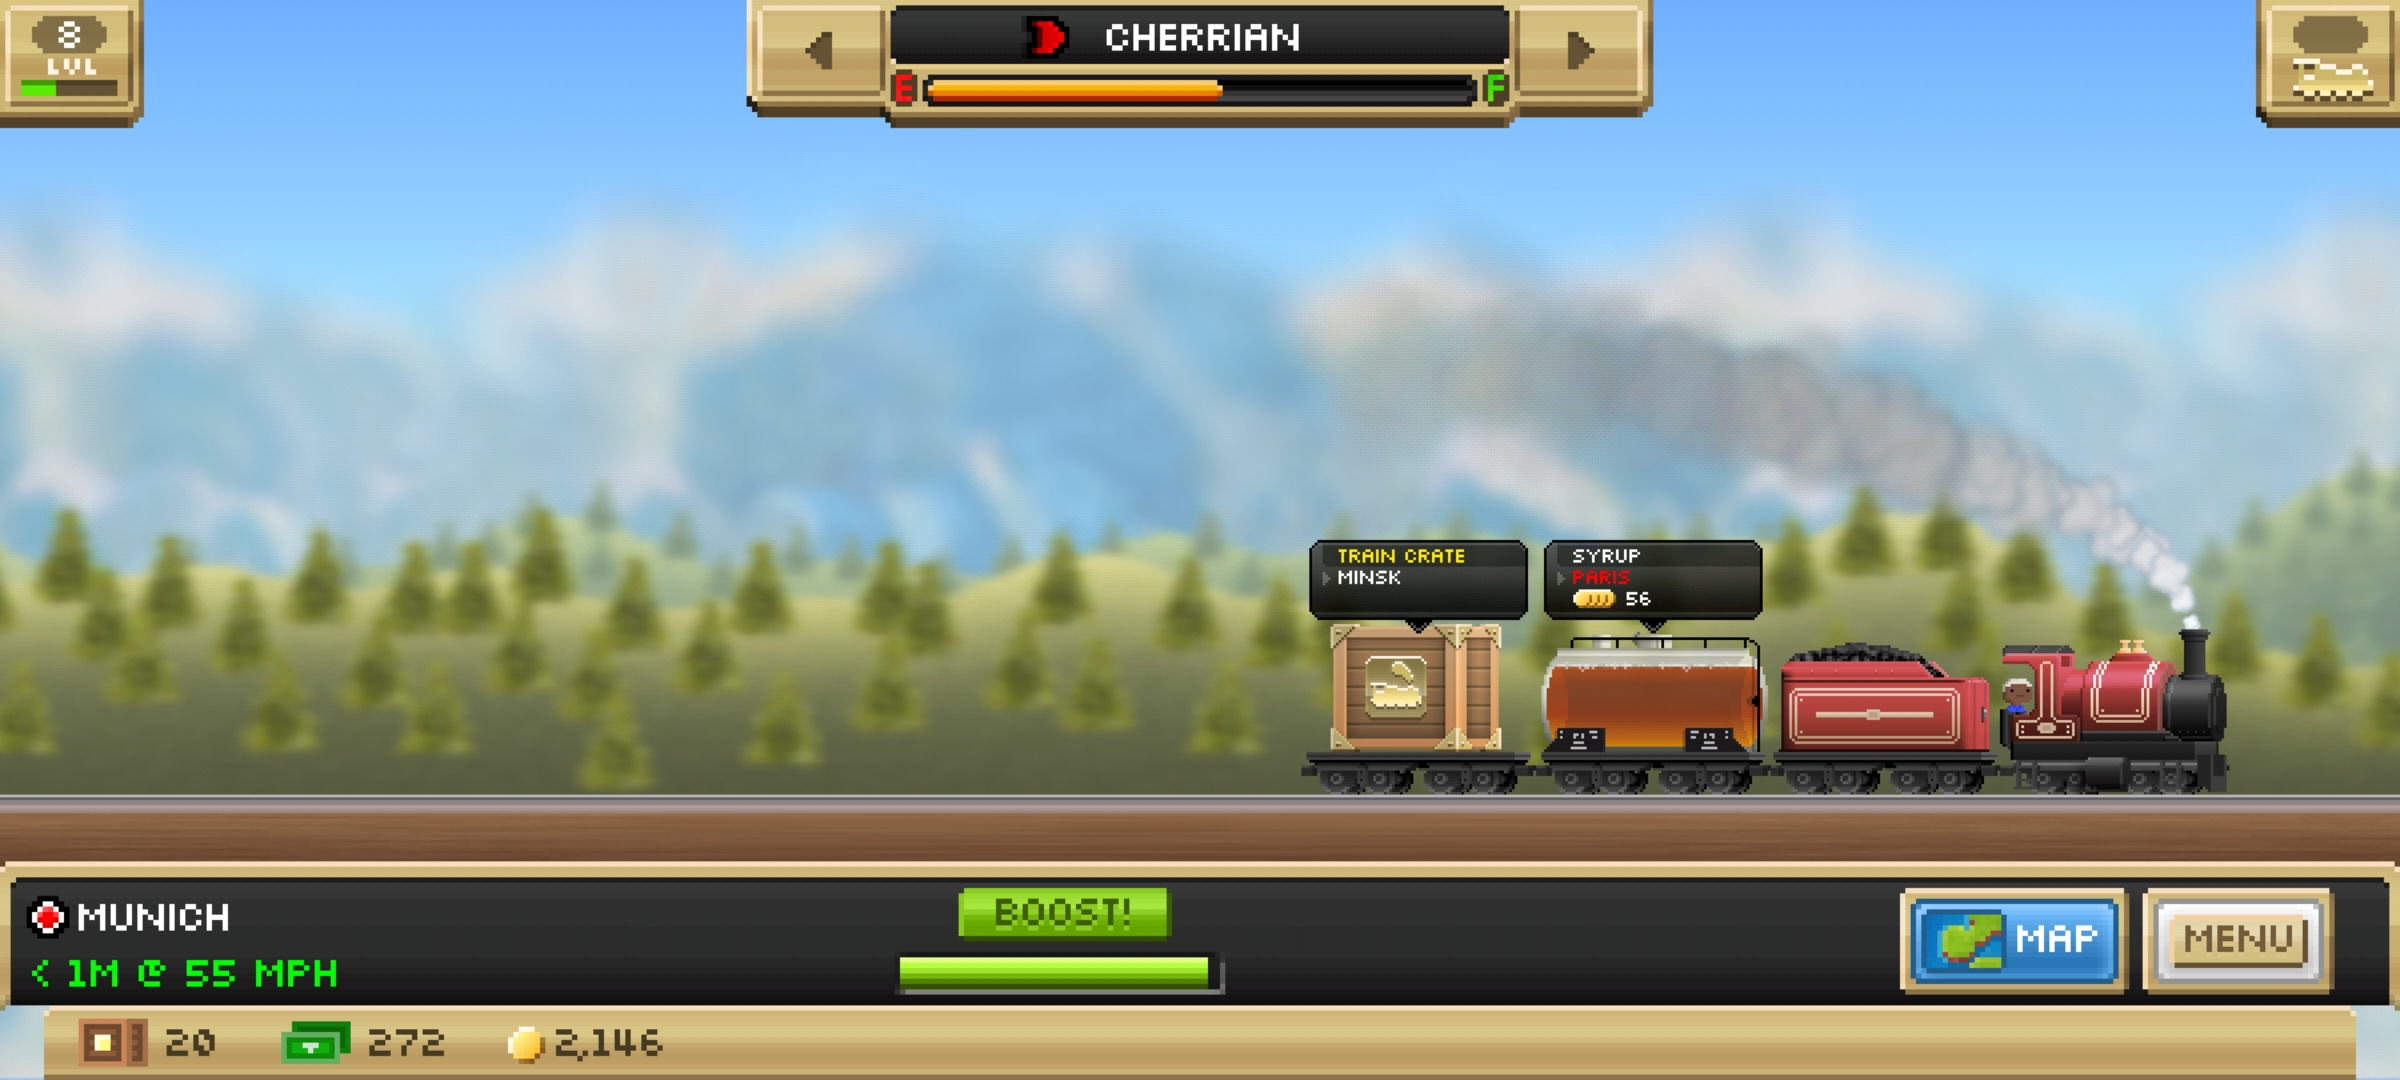 8
LVL
CHERRIAN
E
F
TRAIN CRATE
MINSK
SYRUP
PARIS
56
MUNICH
< 1M @ 55 MPH
BOOST!
MAP
MENU
20
272
2,146